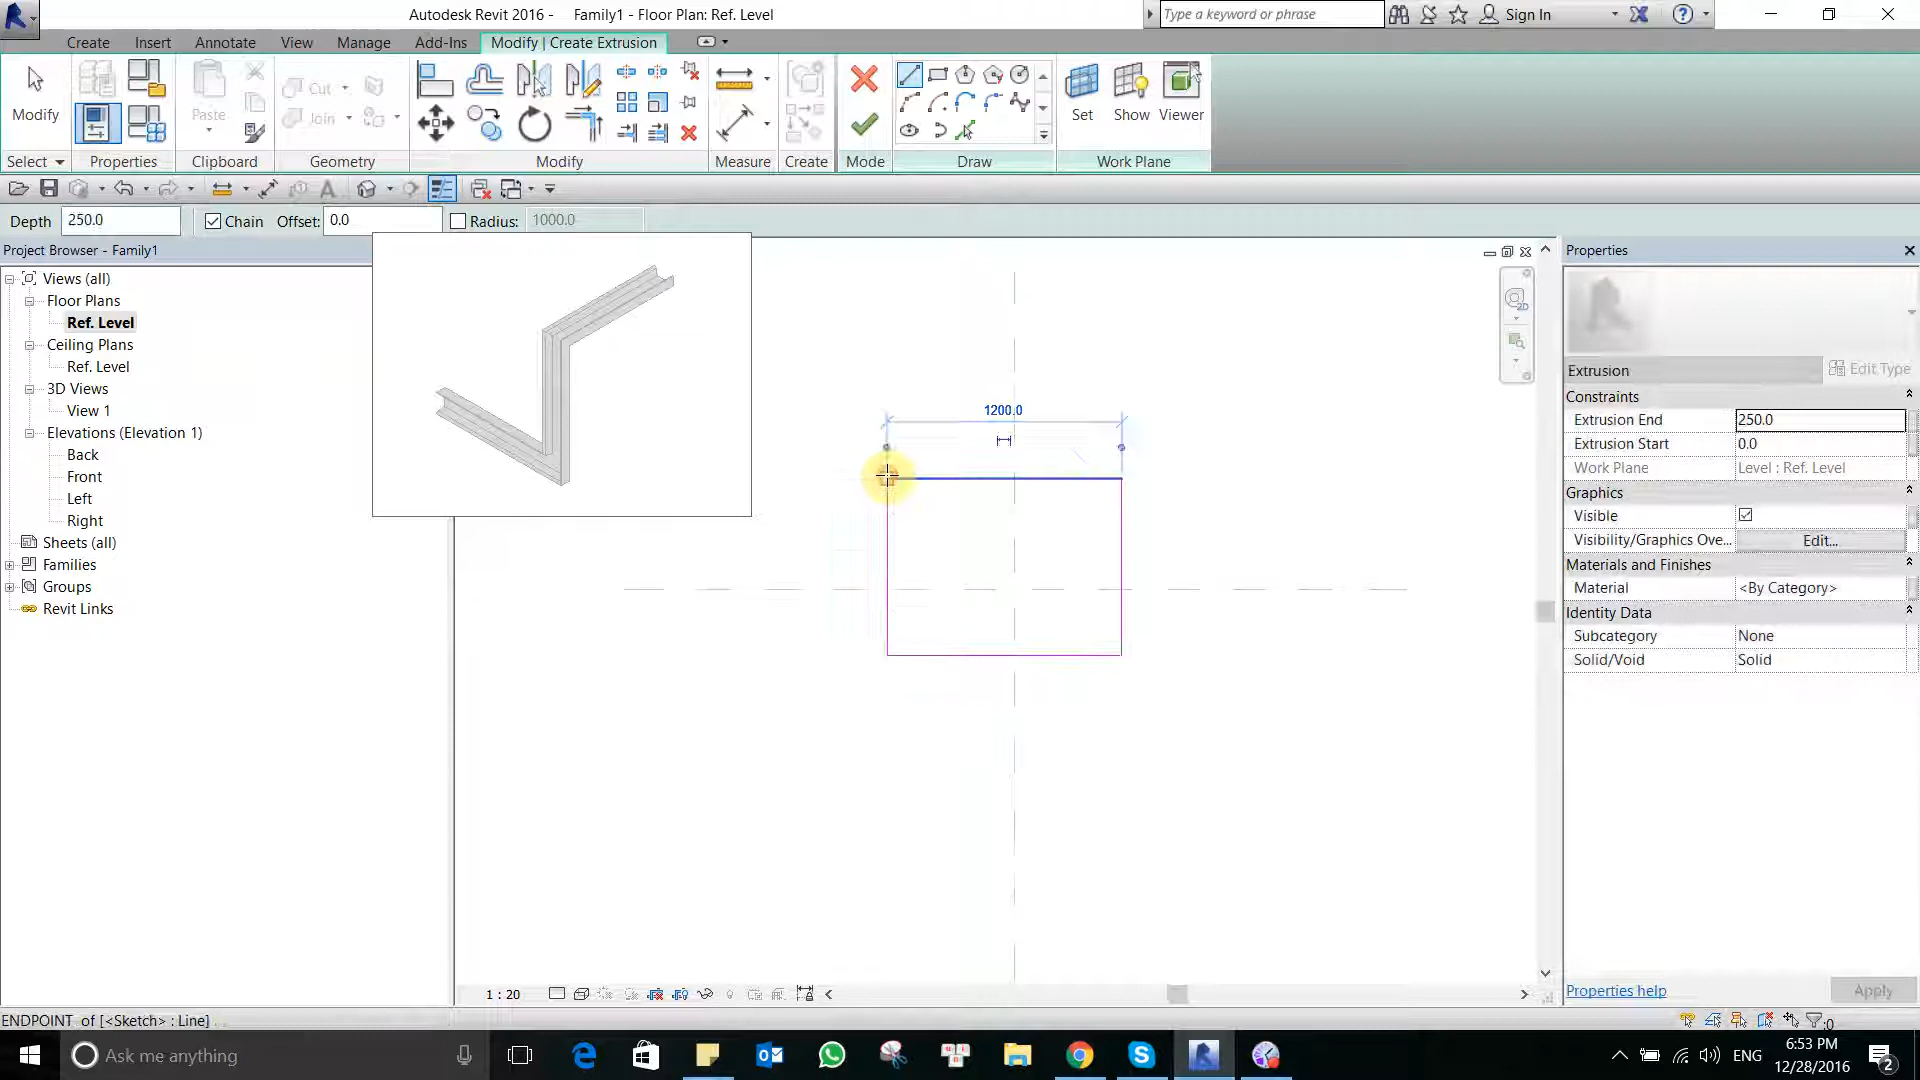 Autodesk Revit 2016 - Family1 - Floor Plan: Ref. Level
Type a keyword or phrase
Sign In
Create Insert Annotate View Manage Add-Ins Modify | Create Extrusion
Modify
Paste
Cut
Join
Set Show Viewer
Select Properties Clipboard Geometry Modify Measure Create Mode Draw Work Plane
Depth 250.0 Chain Offset: 0.0 Radius: 1000.0
Project Browser - Family1
Views (all)
Floor Plans
Ref. Level
Ceiling Plans
Ref. Level
3D Views
View 1
Elevations (Elevation 1)
Back
Front
Left
Right
Sheets (all)
Families
Groups
Revit Links
1200.0
2D
Properties
Extrusion
Edit Type
Constraints
Extrusion End 250.0
Extrusion Start 0.0
Work Plane Level : Ref. Level
Graphics
Visible
Visibility/Graphics Ove... Edit...
Materials and Finishes
Material <By Category>
Identity Data
Subcategory None
Solid/Void Solid
Properties help
Apply
1 : 20
ENDPOINT of [<Sketch> : Line]
:0
Ask me anything
ENG
6:53 PM
12/28/2016
2